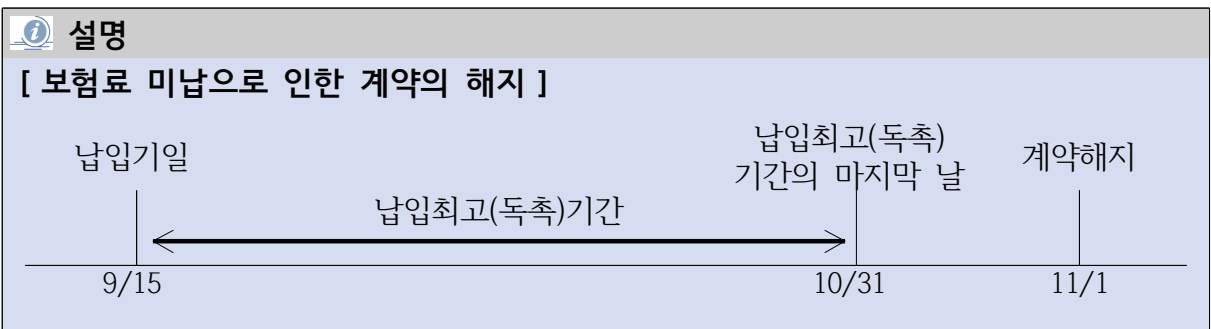 설명
[ 보험료 미납으로 인한 계약의 해지 ]
납입기일
납입최고(독촉)
기간의 마지막 날
계약해지
납입최고(독촉)기간
9/15
10/31
11/1